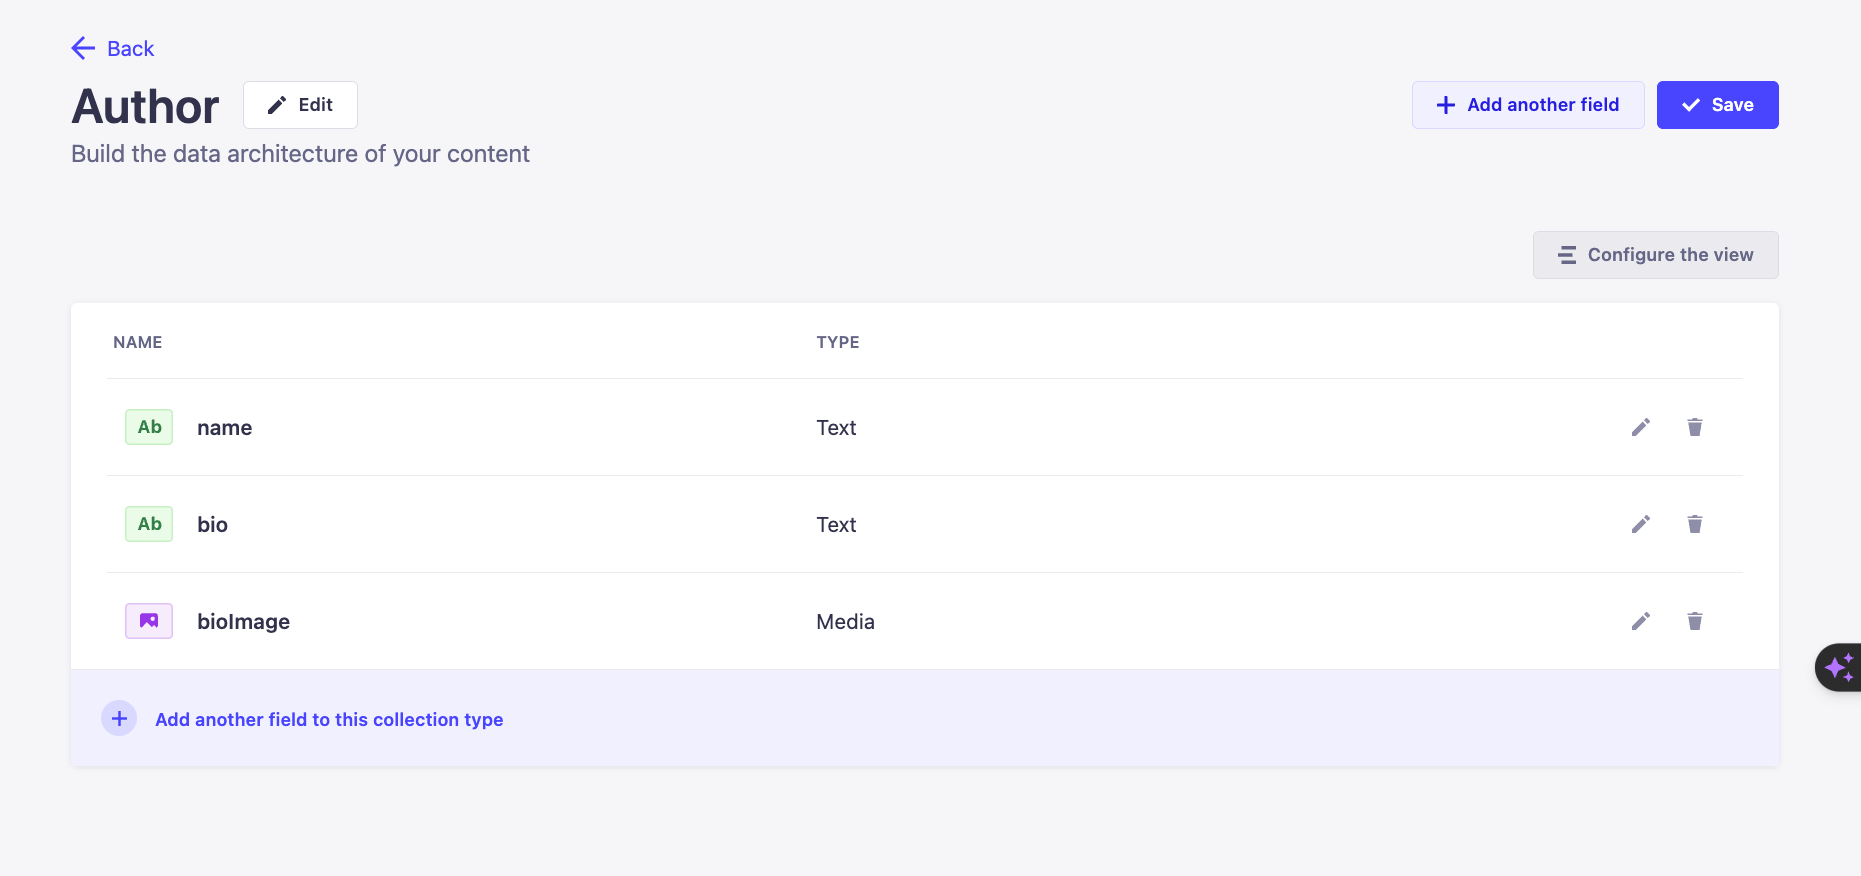 Back
Author
Edit
Add another field
Save
Build the data architecture of your content
Configure the view
NAME TYPE
Ab name Text
Ab bio Text
bioImage Media
Add another field to this collection type